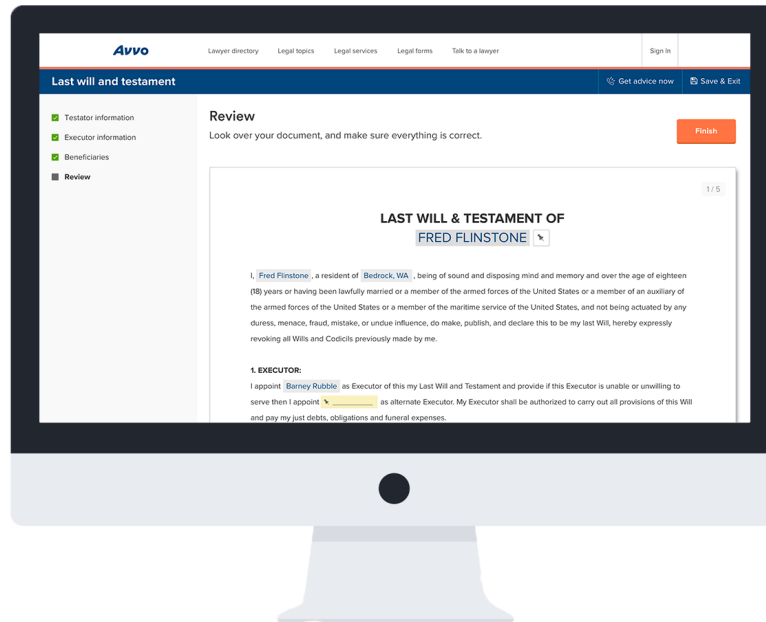 Avvo
Lawyer directory
Legal topics
Legal services
Legal forms
Talk to a lawyer
Sign In
Last will and testament
Get advice now
Save & Exit
Testator information
Executor information
Beneficiaries
Review
Review
Look over your document, and make sure everything is correct.
Finish
1 / 5
LAST WILL & TESTAMENT OF
FRED FLINSTONE
I, Fred Flinstone , a resident of Bedrock, WA , being of sound and disposing mind and memory and over the age of eighteen
(18) years or having been lawfully married or a member of the armed forces of the United States or a member of an auxiliary of
the armed forces of the United States or a member of the maritime service of the United States, and not being actuated by any
duress, menace, fraud, mistake, or undue influence, do make, publish, and declare this to be my last Will, hereby expressly
revoking all Wills and Codicils previously made by me.
1. EXECUTOR:
I appoint Barney Rubble as Executor of this my Last Will and Testament and provide if this Executor is unable or unwilling to
serve then I appoint __________ as alternate Executor. My Executor shall be authorized to carry out all provisions of this Will
and pay my just debts, obligations and funeral expenses.